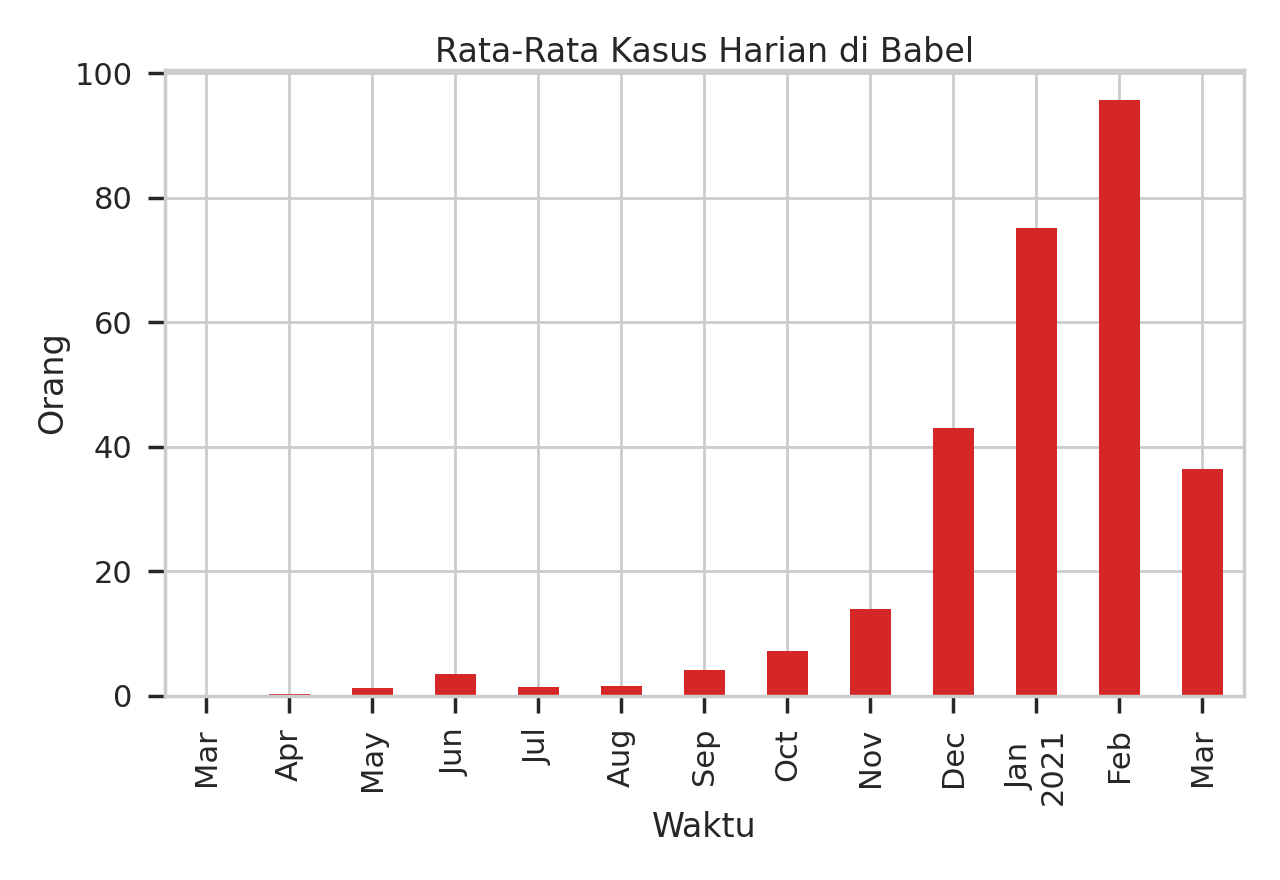 Rata-Rata Kasus Harian di Babel
100
80
60
40
20
0
Orang
Mar
Apr
May
Jun
Jul
Aug
Sep
Oct
Nov
Dec
Jan
2021
Feb
Mar
Waktu